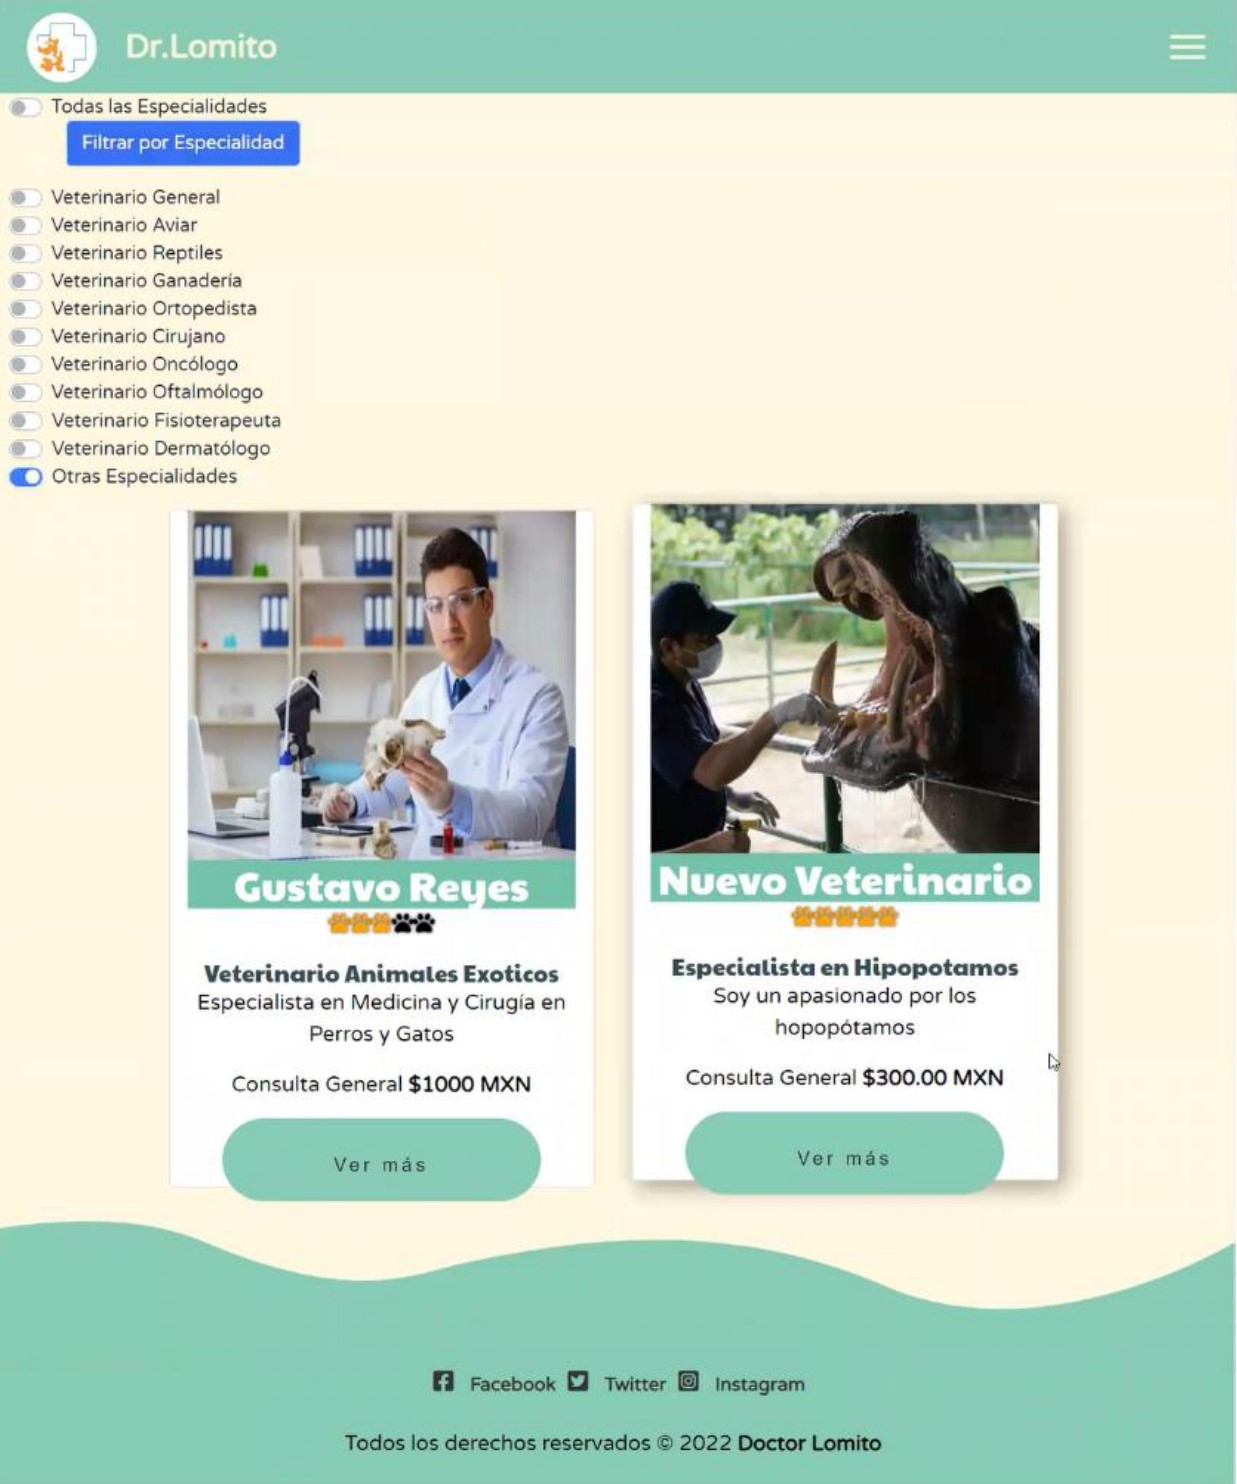 Dr.Lomito
Todas las Especialidades
Filtrar por Especialidad
Veterinario General
Veterinario Aviar
Veterinario Reptiles
Veterinario Ganadería
Veterinario Ortopedista
Veterinario Cirujano
Veterinario Oncólogo
Veterinario Oftalmólogo
Veterinario Fisioterapeuta
Veterinario Dermatólogo
Otras Especialidades
Gustavo Reyes
Veterinario Animales Exoticos
Especialista en Medicina y Cirugía en
Perros y Gatos
Consulta General $1000 MXN
Ver más
Nuevo Veterinario
Especialista en Hipopotamos
Soy un apasionado por los
hopopótamos
Consulta General $300.00 MXN
Ver más
Facebook Twitter Instagram
Todos los derechos reservados © 2022 Doctor Lomito